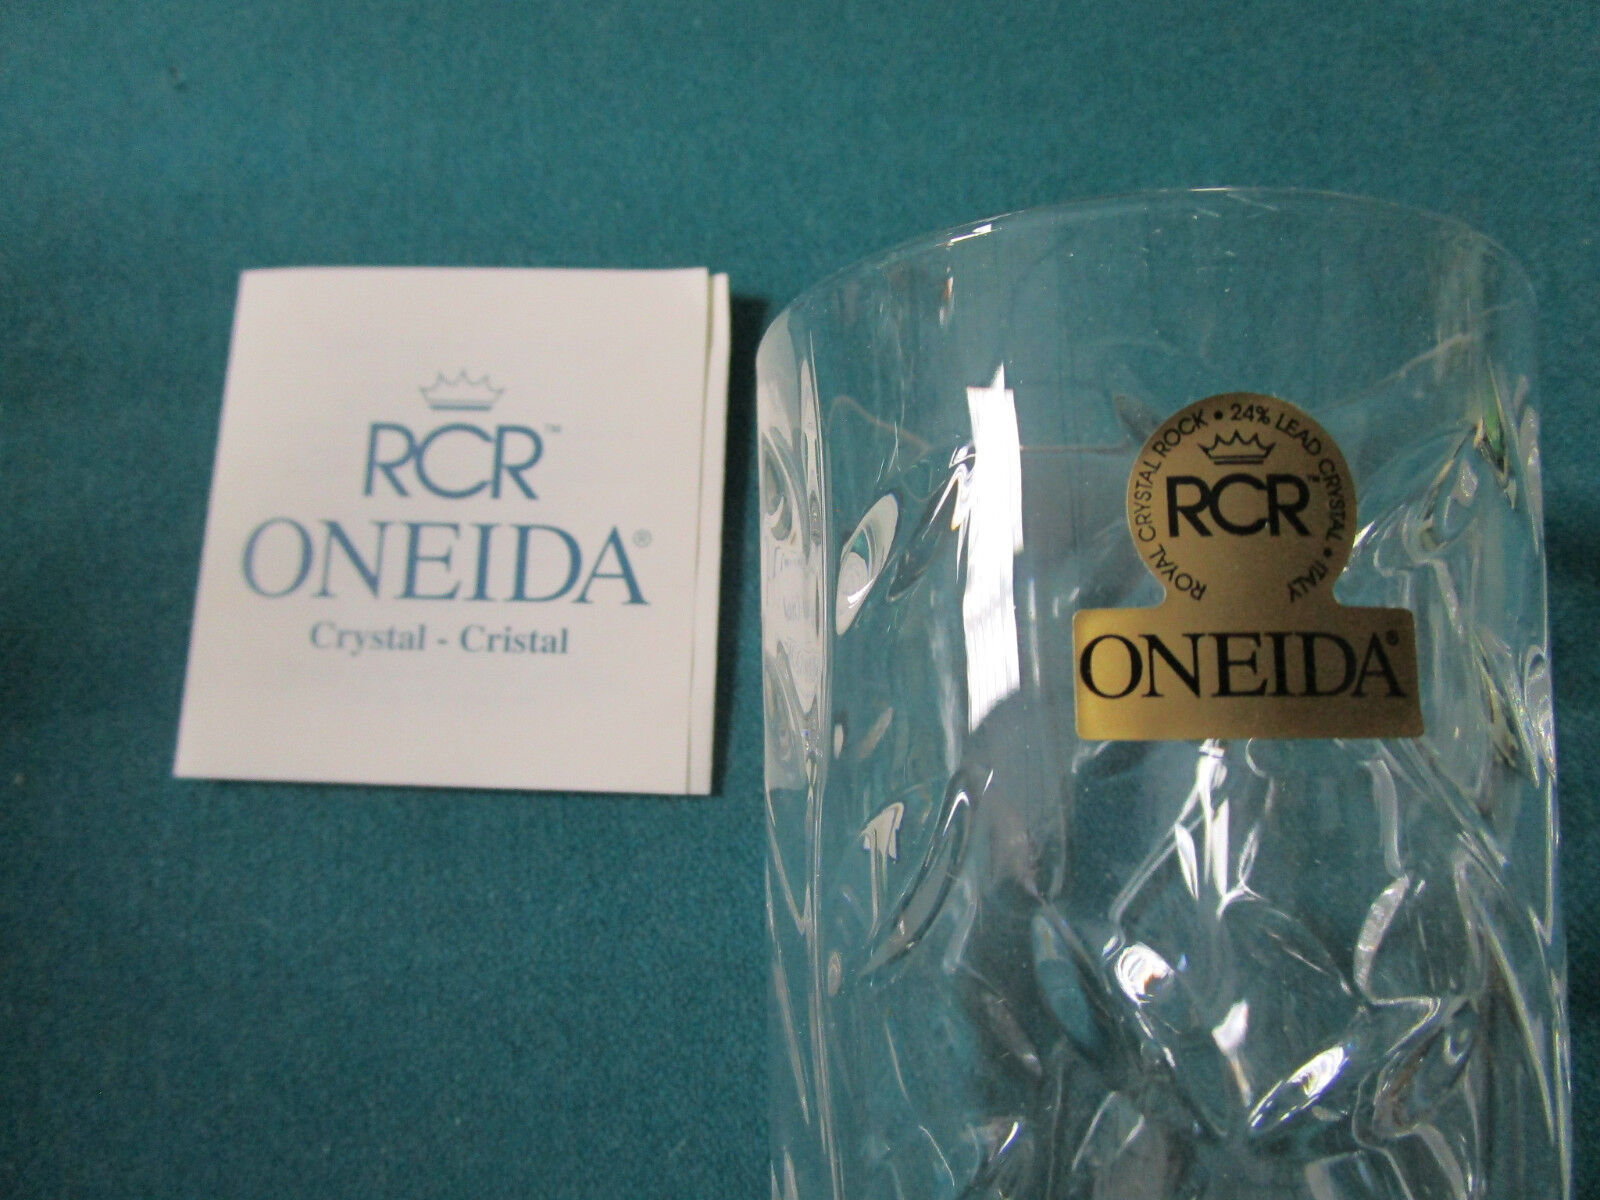 RCR™
ONEIDA®
Crystal - Cristal
ROYAL CRYSTAL ROCK • 24% LEAD CRYSTAL • ITALY
RCR™
ONEIDA®